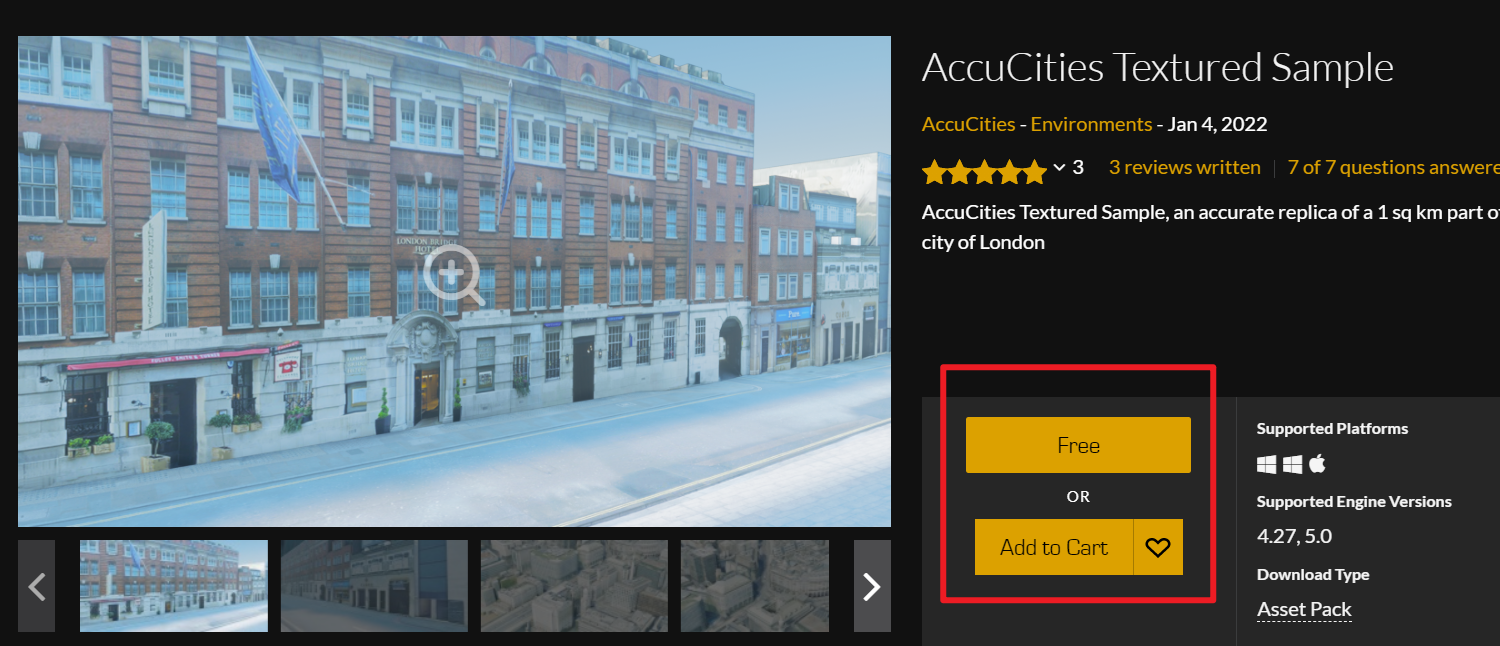 AccuCities Textured Sample
AccuCities - Environments - Jan 4, 2022
3 3 reviews written 7 of 7 questions answere
AccuCities Textured Sample, an accurate replica of a 1 sq km part o
city of London
LONDON BRIDGE
HOTEL
Free
OR
Add to Cart
Supported Platforms
Supported Engine Versions
4.27, 5.0
Download Type
Asset Pack